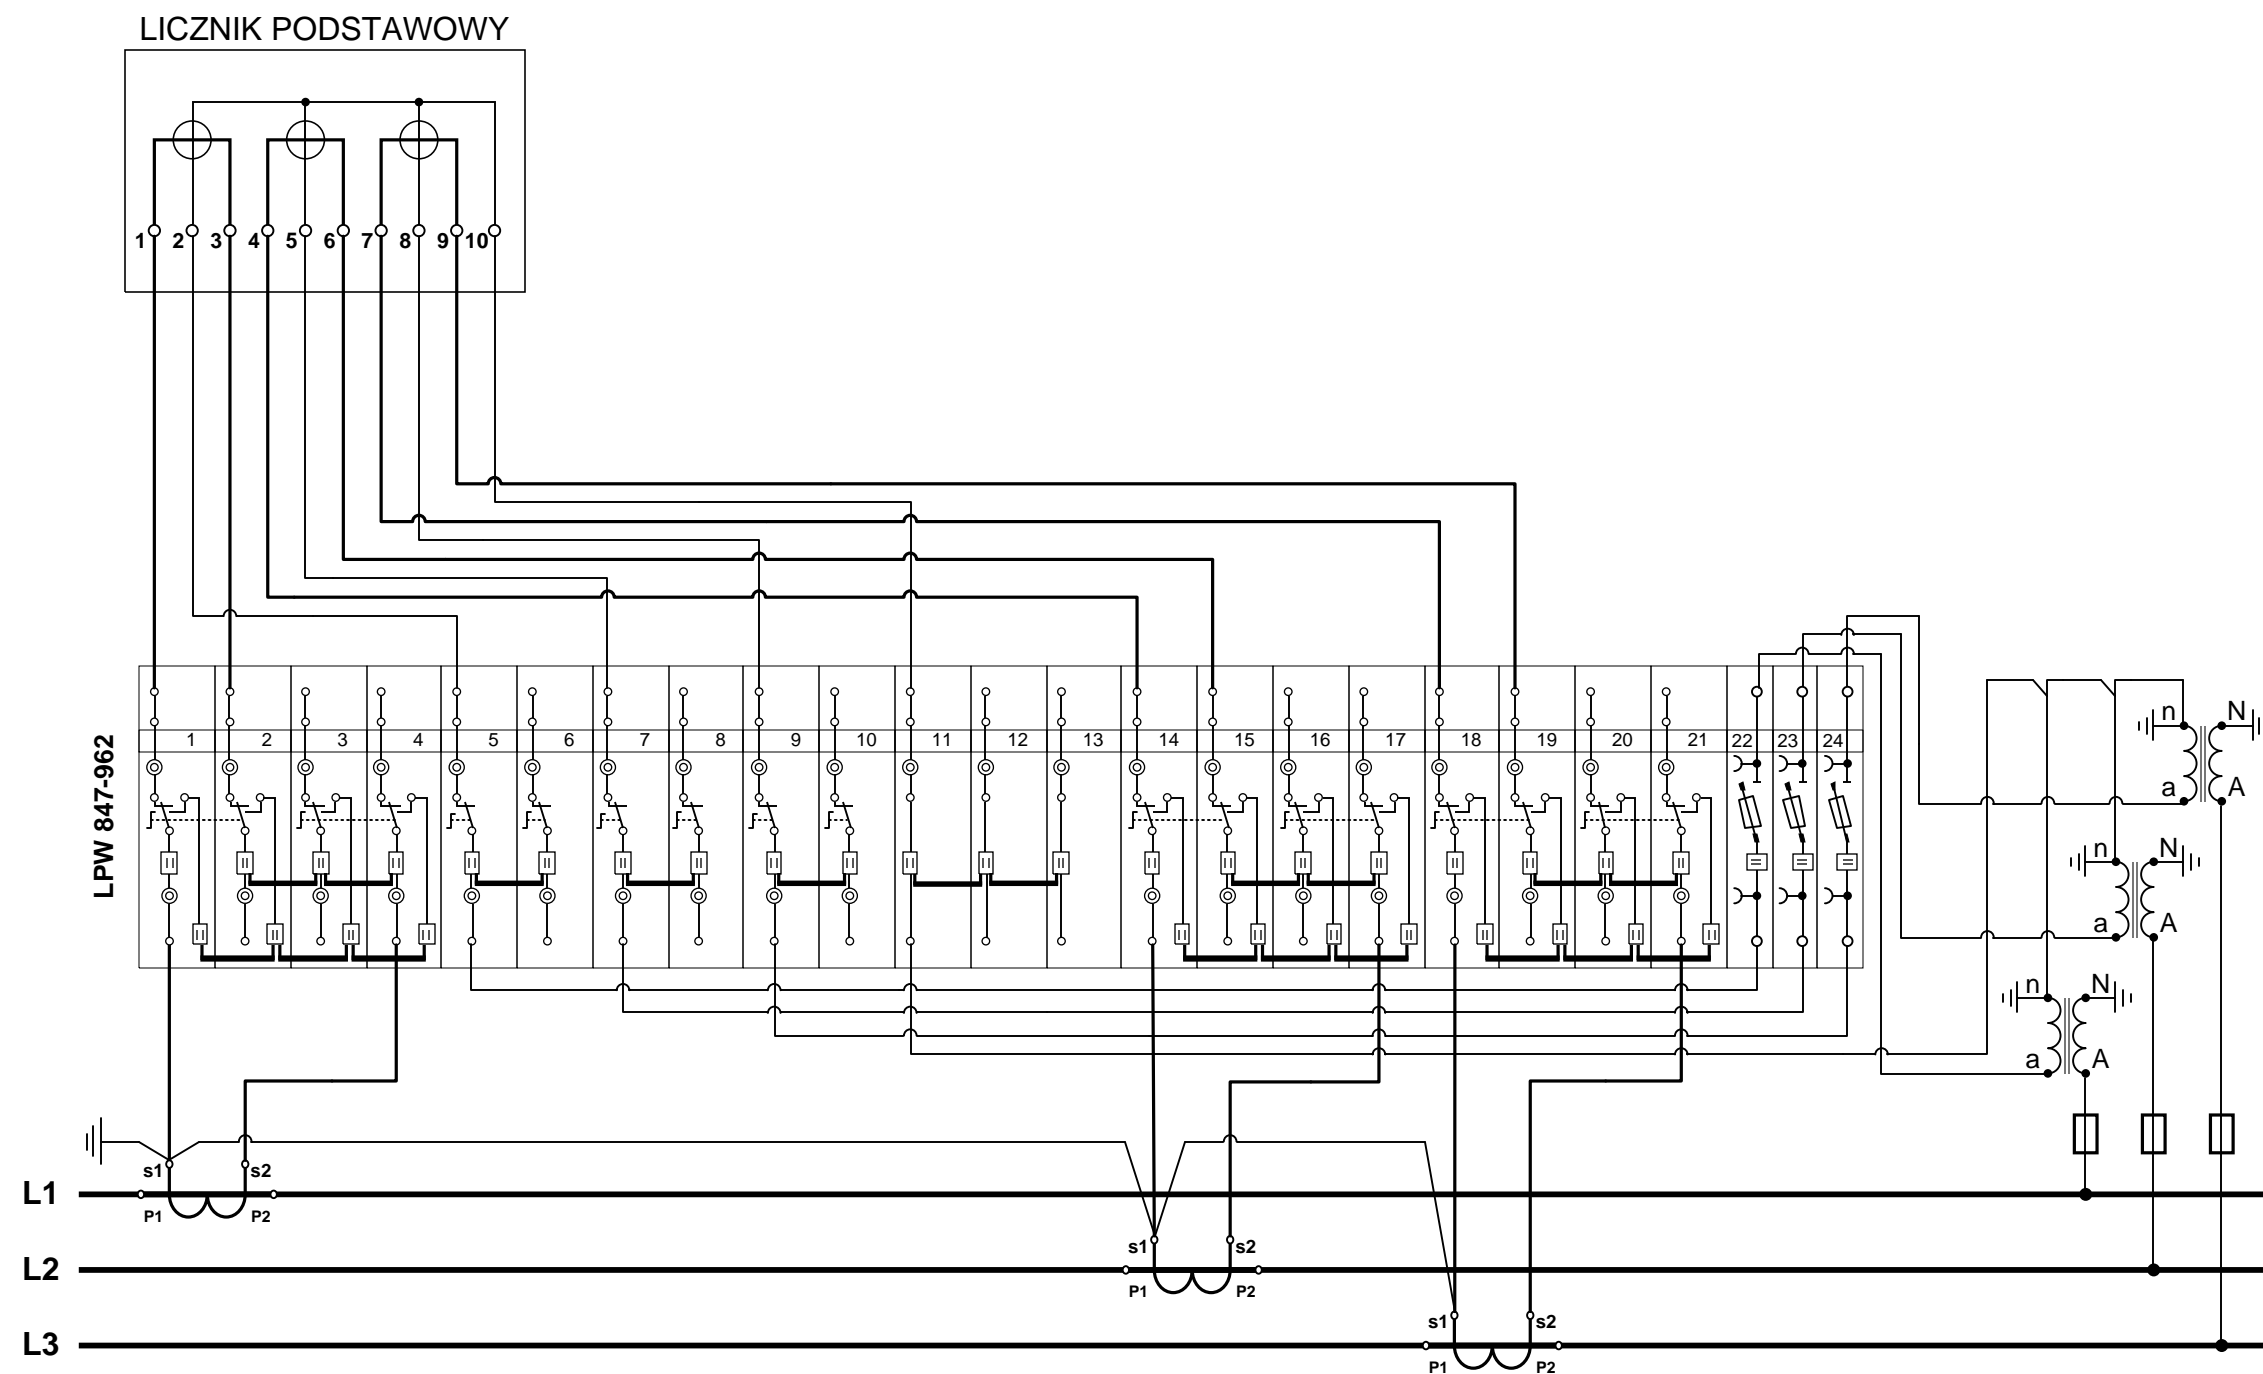 LICZNIK PODSTAWOWY
1 2 3 4 5 6 7 8 9 10
LPW 847-962
1 2 3 4 5 6 7 8 9 10 11 12 13 14 15 16 17 18 19 20 21 22 23 24
n N
a A
n N
a A
n N
a A
s1 s2
L1
P1 P2
s1 s2
L2
P1 P2
s1 s2
L3
P1 P2